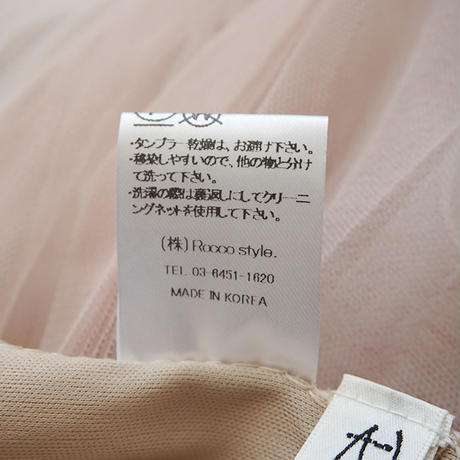 ・タンブラー乾燥は、お避け下さい。
・移染しやすいので、他の物と分け
て洗って下さい。
・洗濯の際は裏返しにしてクリーニ
ングネットを使用して下さい。
(株) Rocco style.
TEL. 03-6451-1620
MADE IN KOREA